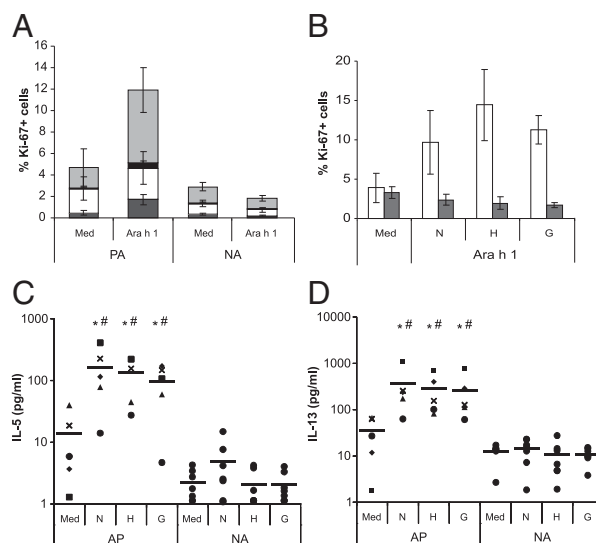 A
% Ki-67+ cells
16
14
12
10
8
6
4
2
0
Med Ara h 1 Med Ara h 1
PA NA
B
% Ki-67+ cells
20
15
10
5
0
Med N H G
Ara h 1
C
IL-5 (pg/ml)
1000
100
10
1
* # * # * #
Med N H G Med N H G
AP NA
D
IL-13 (pg/ml)
10000
1000
100
10
1
* # * # * #
Med N H G Med N H G
AP NA